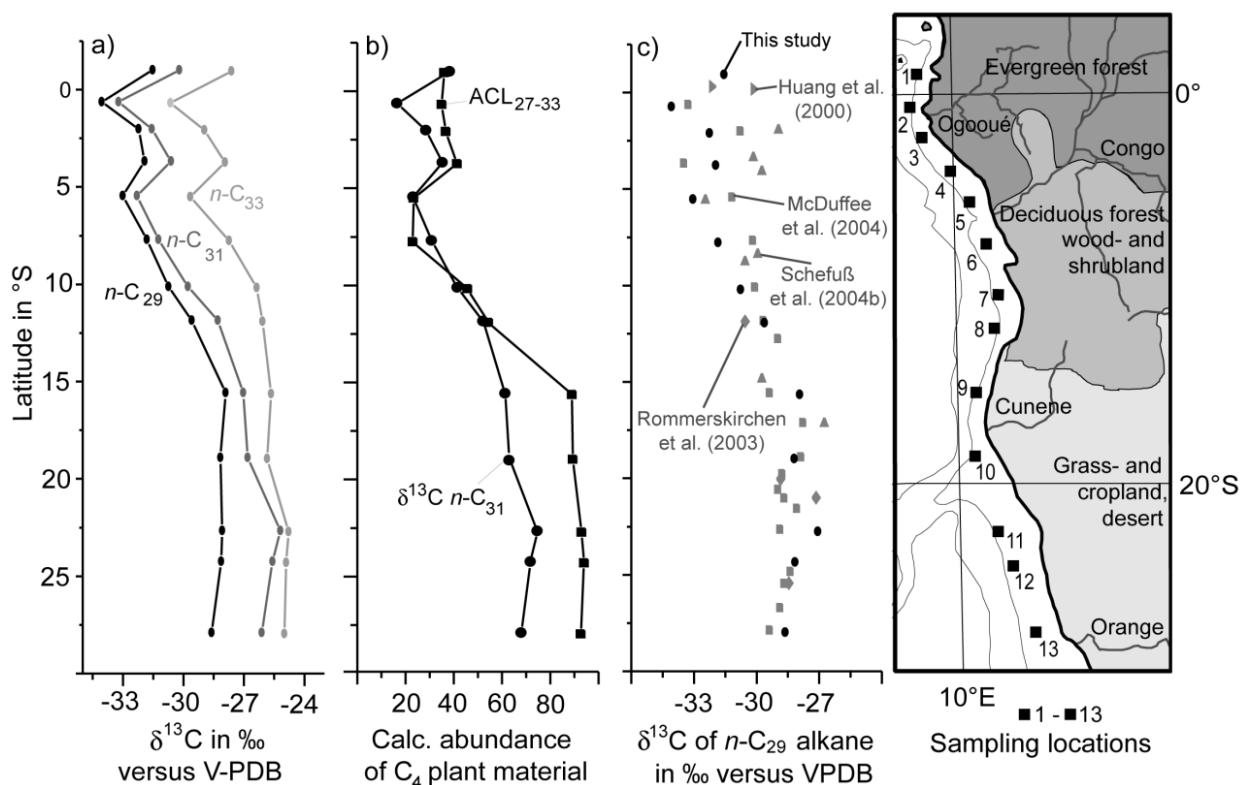 a)
b)
c)
Latitude in °S
0
5
10
15
20
25
n-C33
n-C31
n-C29
-33
-30
-27
-24
δ13C in ‰
versus V-PDB
ACL27-33
δ13C n-C31
20
40
60
80
Calc. abundance
of C4 plant material
This study
Huang et al.
(2000)
McDuffee
et al. (2004)
Schefuß
et al. (2004b)
Rommerskirchen
et al. (2003)
-33
-30
-27
δ13C of n-C29 alkane
in ‰ versus VPDB
Evergreen forest
0°
Ogooué
Congo
Deciduous forest
wood- and
shrubland
Cunene
Grass- and
cropland,
desert
20°S
Orange
1
2
3
4
5
6
7
8
9
10
11
12
13
10°E
1 - 13
Sampling locations